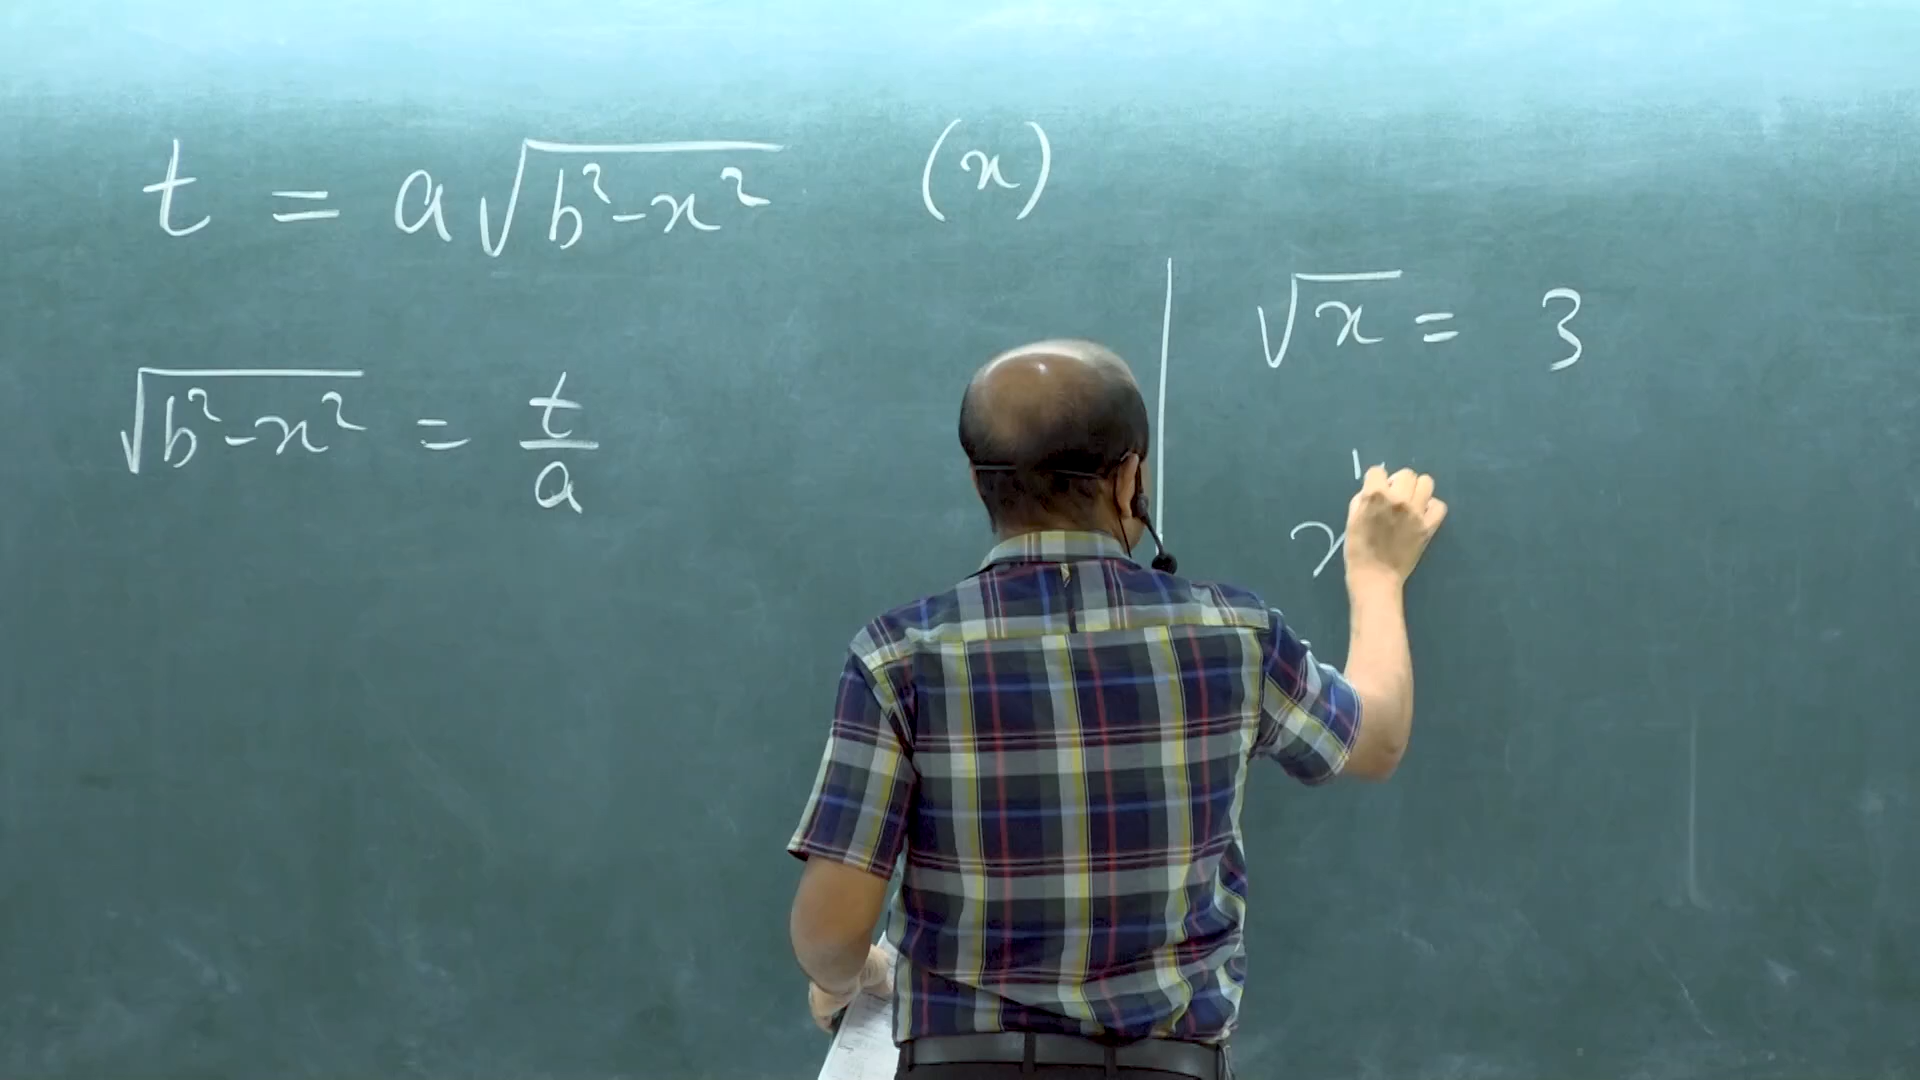 t = a√(b²-x²) (x)
√(b²-x²) = t/a
√x = 3
x